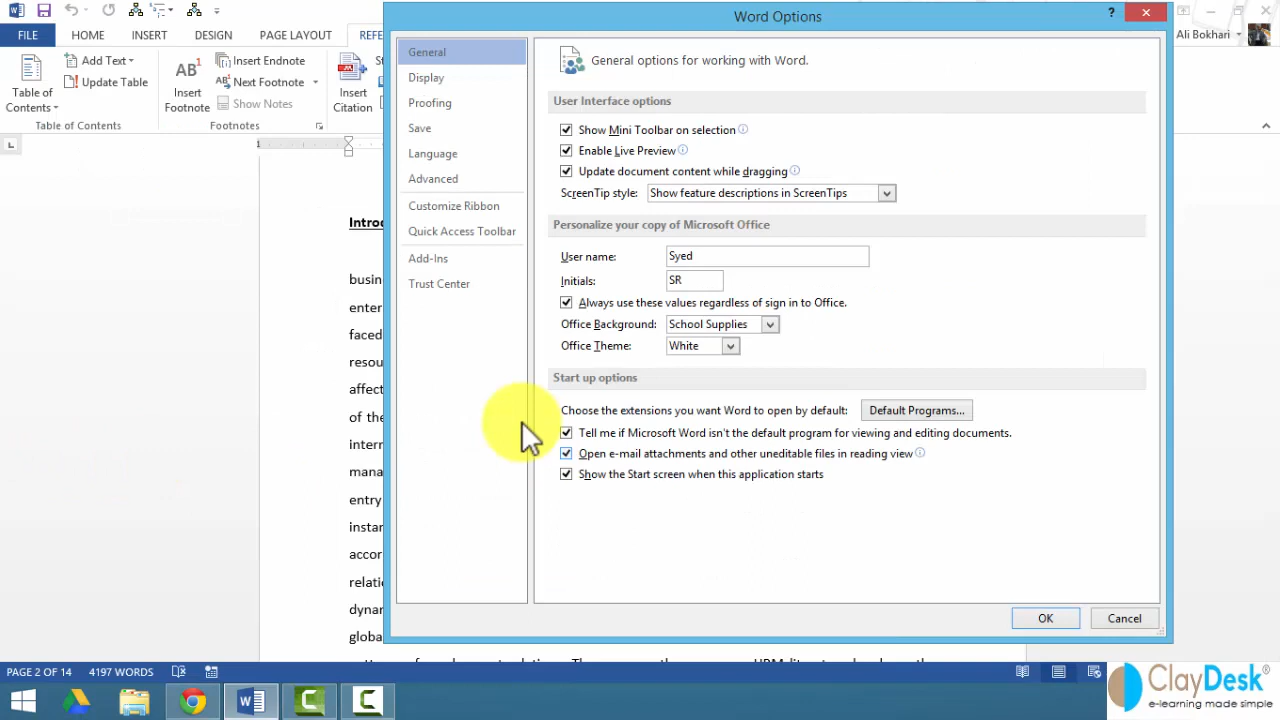 Word Options
?
FILE
HOME
INSERT
DESIGN
PAGE LAYOUT
REFE
Ali Bokhari
Table of
Contents
Add Text
Update Table
Table of Contents
AB1
Insert
Footnote
Insert Endnote
Next Footnote
Show Notes
Footnotes
Insert
Citation
General
Display
Proofing
Save
Language
Advanced
Customize Ribbon
Quick Access Toolbar
Add-Ins
Trust Center
General options for working with Word.
User Interface options
Show Mini Toolbar on selection
Enable Live Preview
Update document content while dragging
ScreenTip style: Show feature descriptions in ScreenTips
Personalize your copy of Microsoft Office
User name: Syed
Initials: SR
Always use these values regardless of sign in to Office.
Office Background: School Supplies
Office Theme: White
Start up options
Choose the extensions you want Word to open by default: Default Programs...
Tell me if Microsoft Word isn't the default program for viewing and editing documents.
Open e-mail attachments and other uneditable files in reading view
Show the Start screen when this application starts
OK Cancel
Introd
busin
enter
faced
resou
affect
of the
intern
mana
entry
instan
accor
relati
dynar
globa
PAGE 2 OF 14 4197 WORDS
ClayDesk®
e-learning made simple